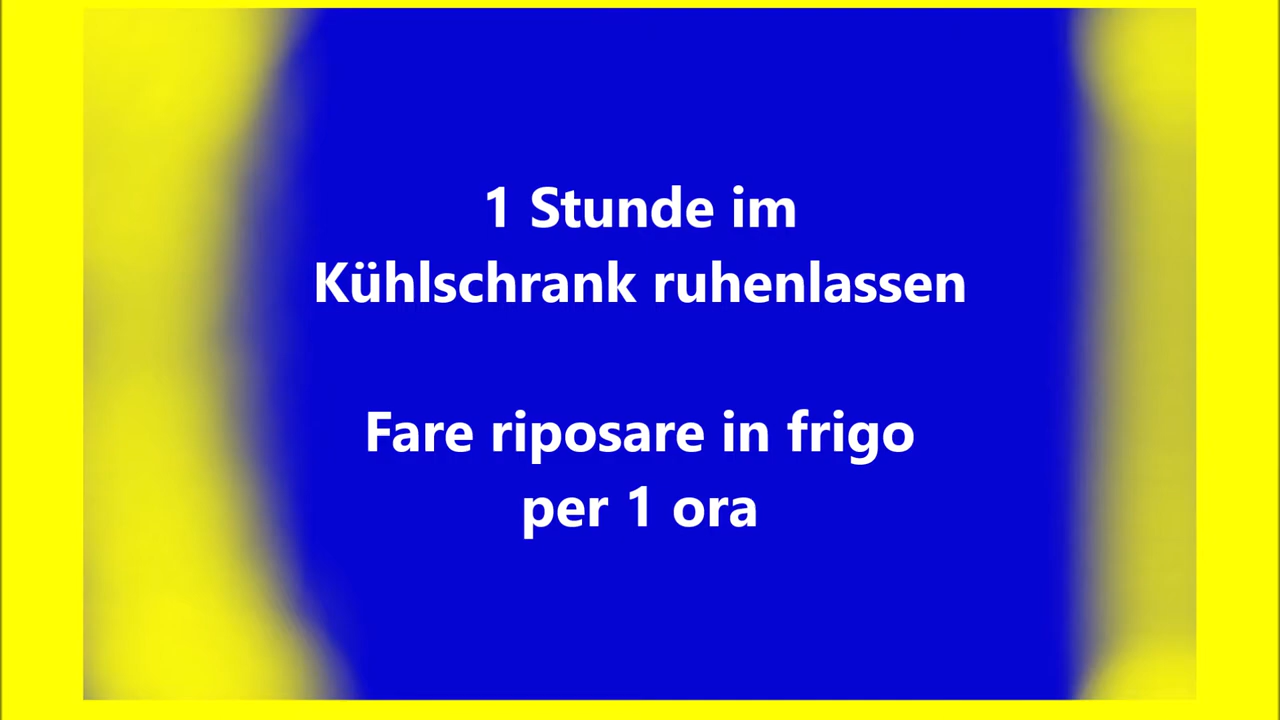 1 Stunde im
Kühlschrank ruhenlassen
Fare riposare in frigo
per 1 ora